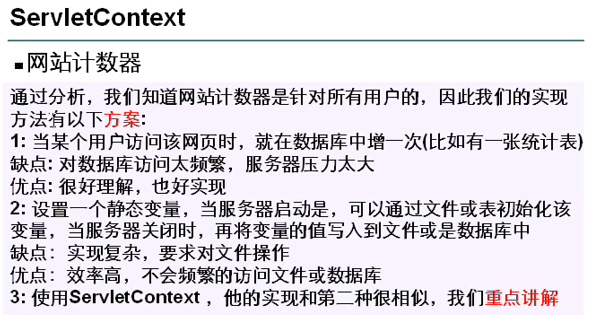 ServletContext
■网站计数器
通过分析，我们知道网站计数器是针对所有用户的，因此我们的实现
方法有以下方案:
1: 当某个用户访问该网页时，就在数据库中增一次(比如有一张统计表)
缺点: 对数据库访问太频繁，服务器压力太大
优点: 很好理解，也好实现
2: 设置一个静态变量，当服务器启动是，可以通过文件或表初始化该
变量，当服务器关闭时，再将变量的值写入到文件或是数据库中
缺点：实现复杂，要求对文件操作
优点：效率高，不会频繁的访问文件或数据库
3: 使用ServletContext ，他的实现和第二种很相似，我们重点讲解